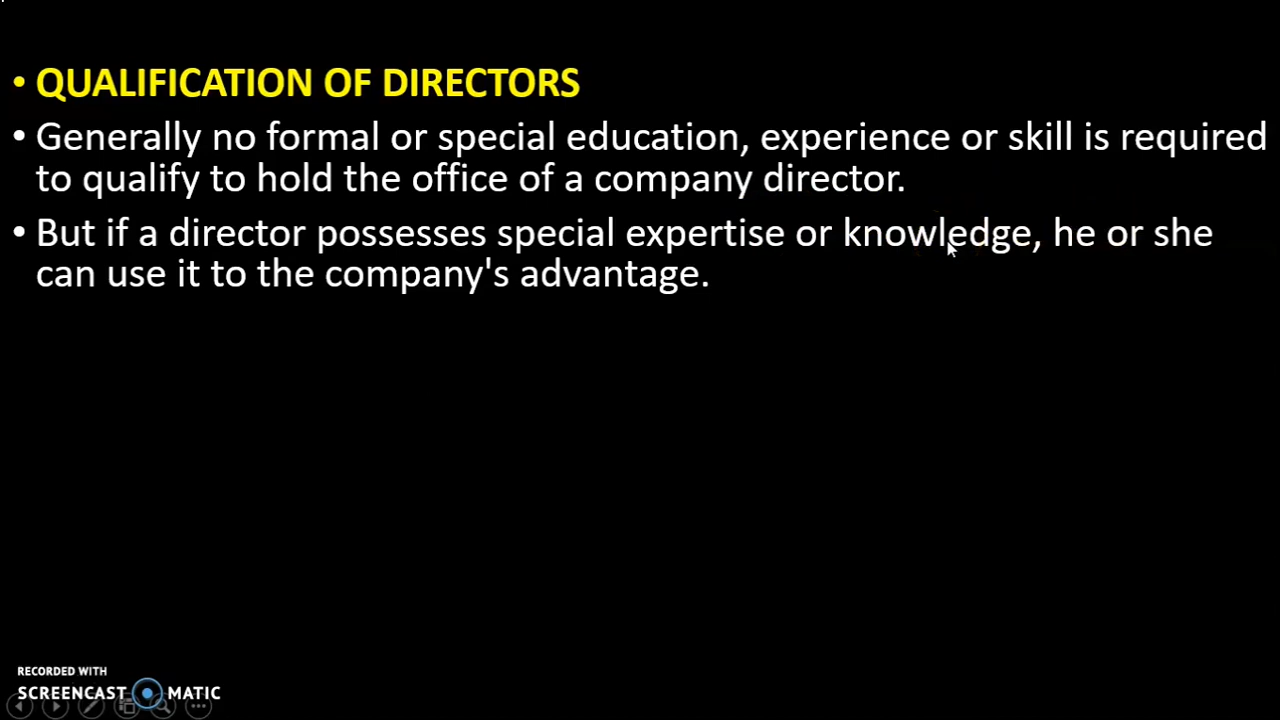 • QUALIFICATION OF DIRECTORS
• Generally no formal or special education, experience or skill is required
to qualify to hold the office of a company director.
• But if a director possesses special expertise or knowledge, he or she
can use it to the company's advantage.
RECORDED WITH
SCREENCAST MATIC